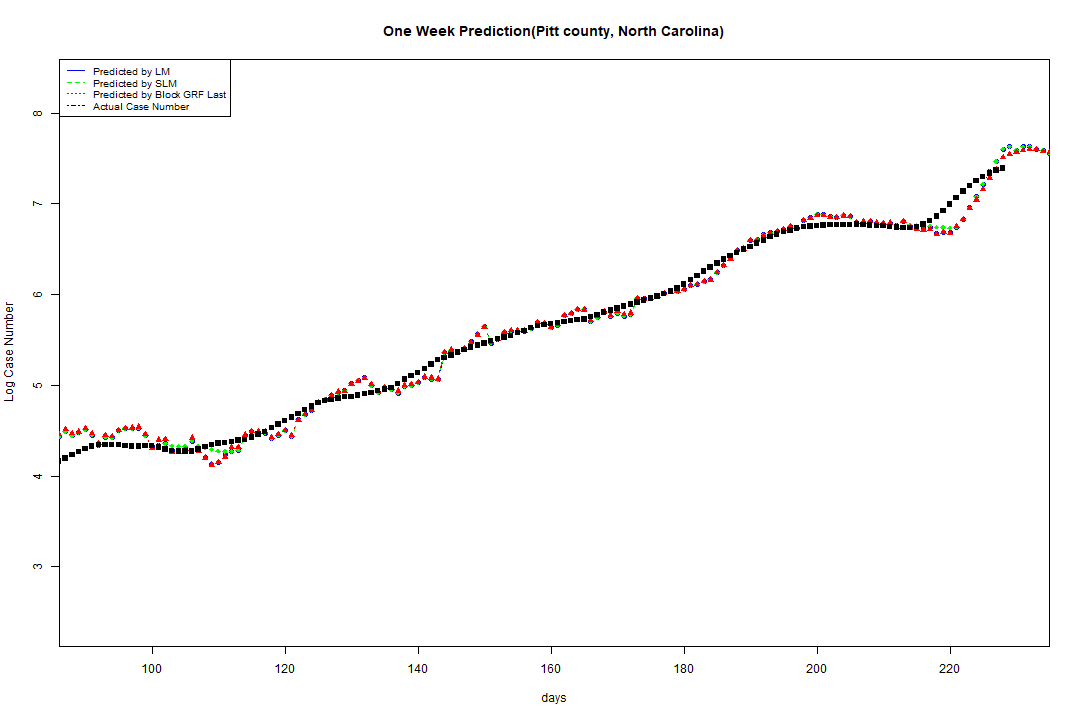 One Week Prediction(Pitt county, North Carolina)
Predicted by LM
Predicted by SLM
Predicted by Block GRF Last
Actual Case Number
8
7
6
5
4
3
Log Case Number
100 120 140 160 180 200 220
days